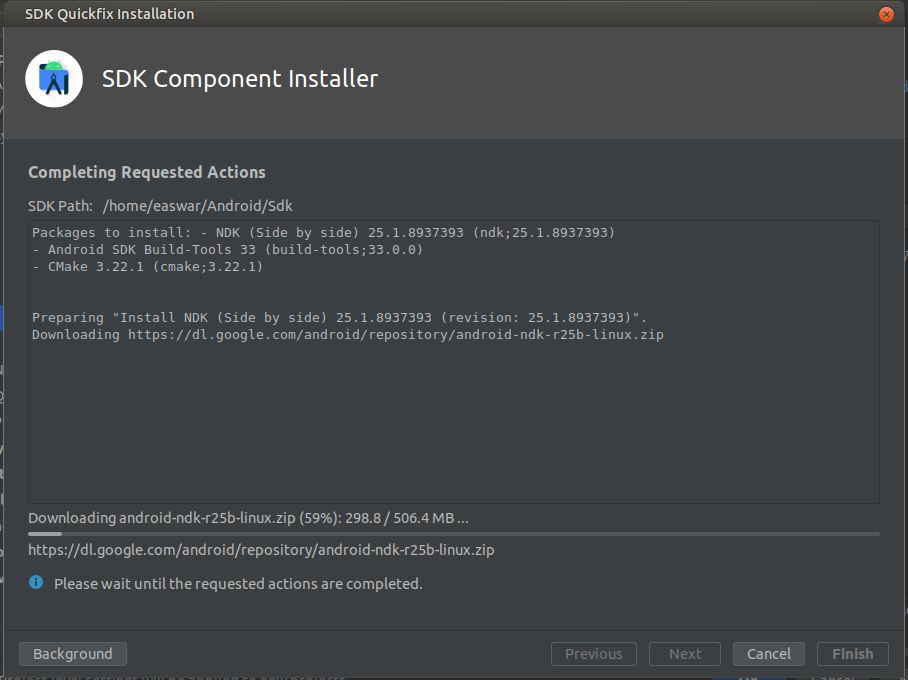 SDK Quickfix Installation
SDK Component Installer
Completing Requested Actions
SDK Path: /home/easwar/Android/Sdk
Packages to install: - NDK (Side by side) 25.1.8937393 (ndk;25.1.8937393)
- Android SDK Build-Tools 33 (build-tools;33.0.0)
- CMake 3.22.1 (cmake;3.22.1)
Preparing "Install NDK (Side by side) 25.1.8937393 (revision: 25.1.8937393)".
Downloading https://dl.google.com/android/repository/android-ndk-r25b-linux.zip
Downloading android-ndk-r25b-linux.zip (59%): 298.8 / 506.4 MB ...
https://dl.google.com/android/repository/android-ndk-r25b-linux.zip
Please wait until the requested actions are completed.
Background Previous Next Cancel Finish